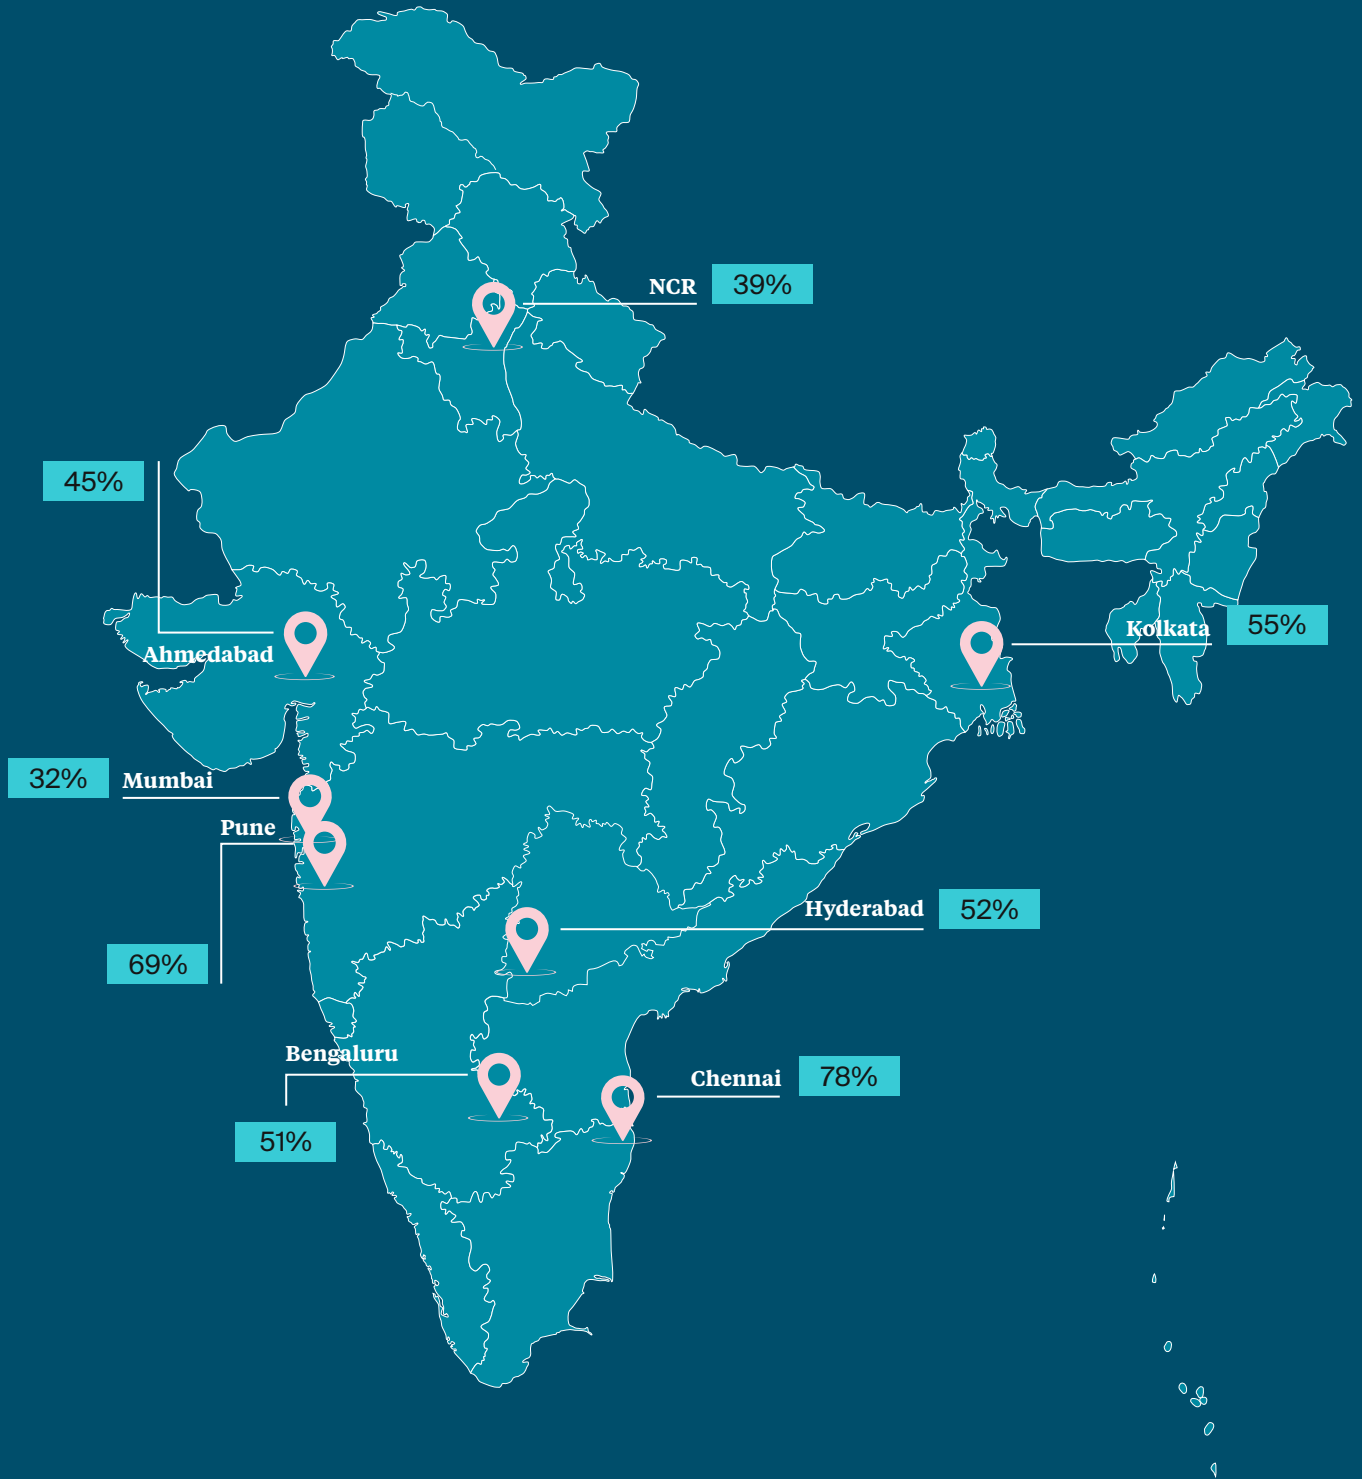 NCR 39%
45%
Ahmedabad
Kolkata 55%
32% Mumbai
Pune
69%
Hyderabad 52%
Bengaluru
51%
Chennai 78%